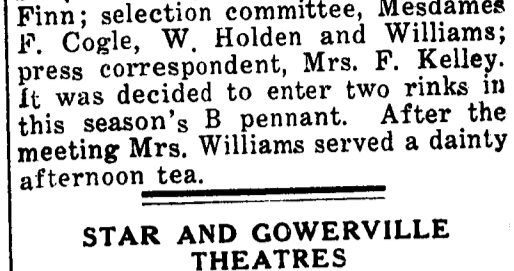 Finn; selection committee, Mesdames
F. Cogle, W. Holden and Williams;
press correspondent, Mrs. F. Kelley.
It was decided to enter two rinks in
this season's B pennant. After the
meeting Mrs. Williams served a dainty
afternoon tea.
STAR AND GOWERVILLE
THEATRES